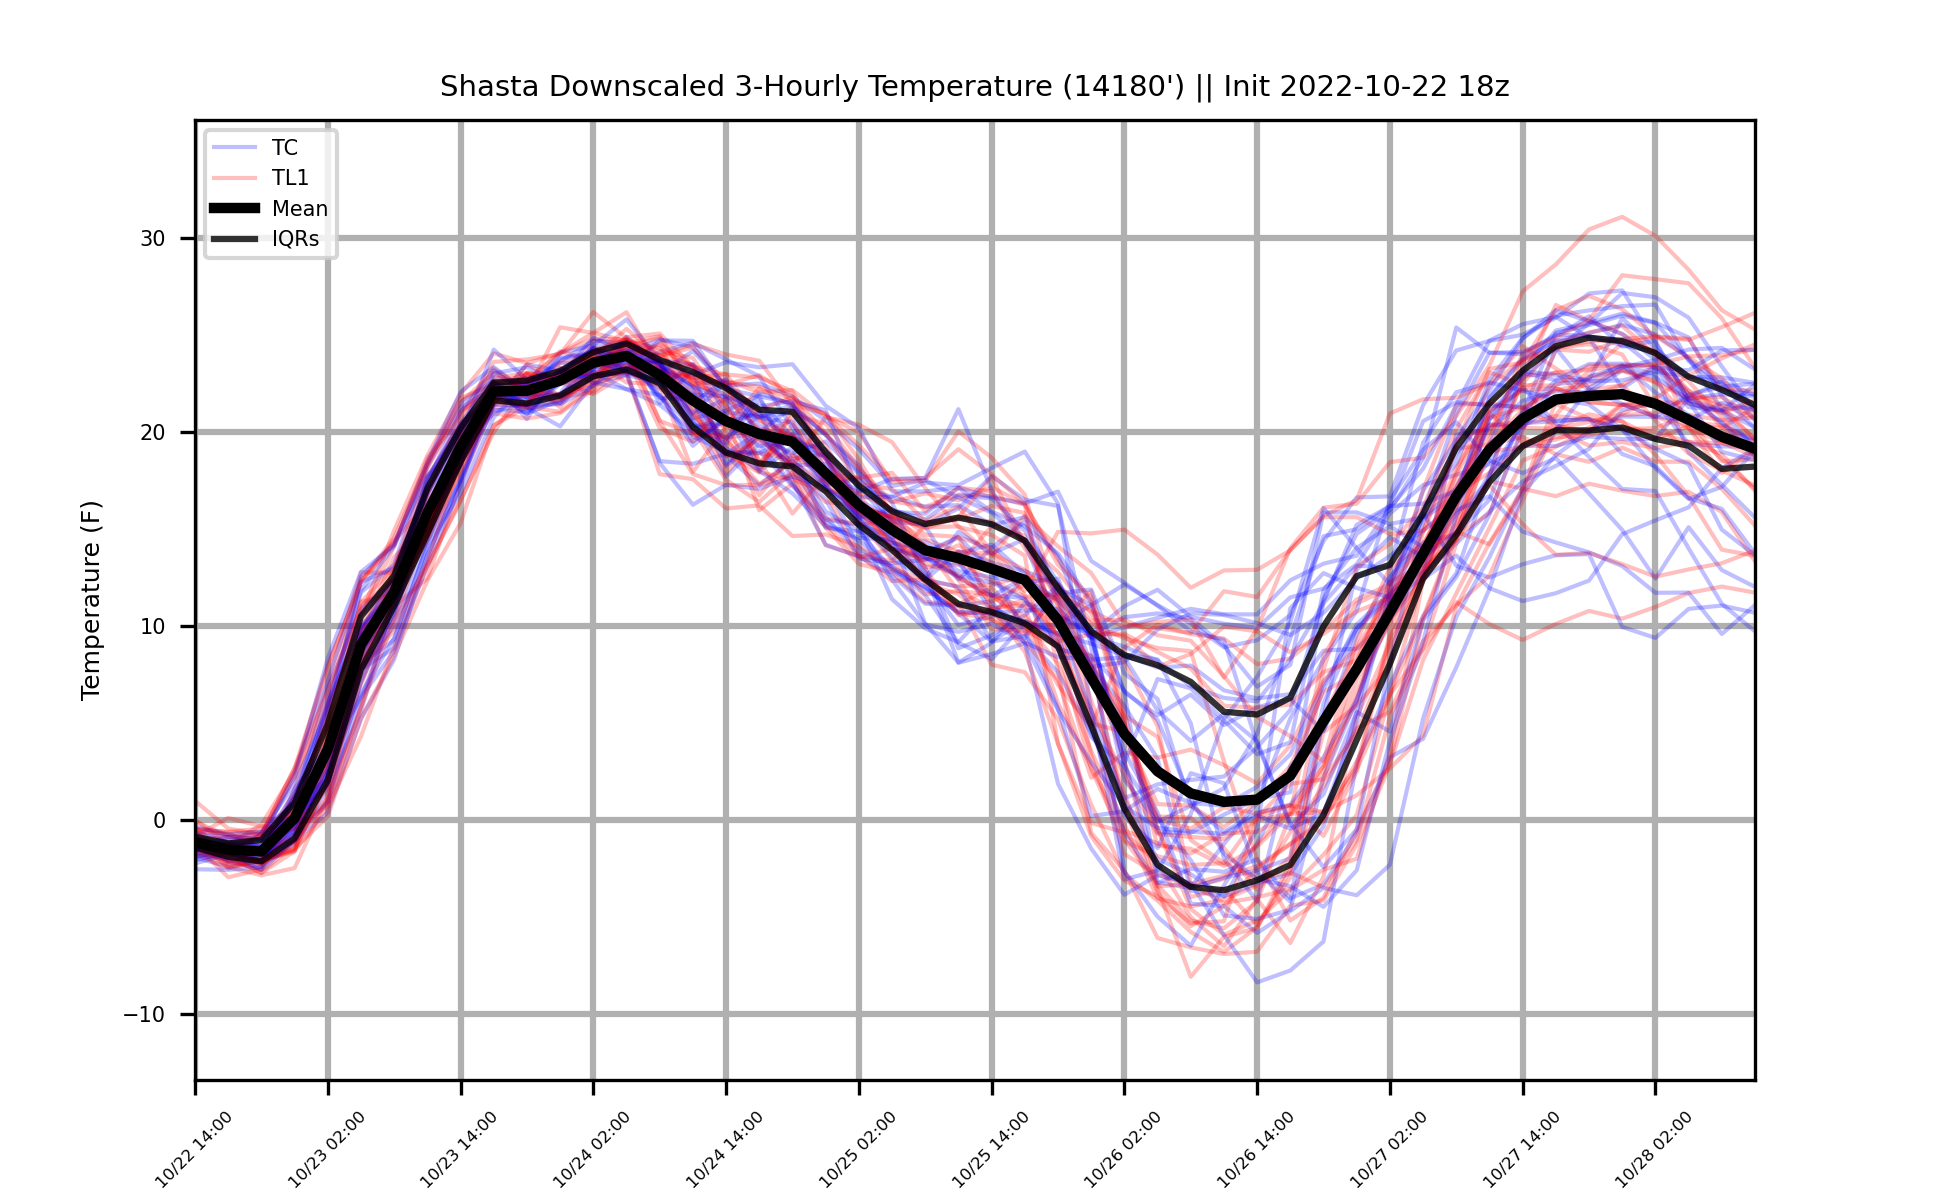 Shasta Downscaled 3-Hourly Temperature (14180') || Init 2022-10-22 18z
TC
TL1
Mean
IQRs
Temperature (F)
30
20
10
0
−10
10/22 14:00
10/23 02:00
10/23 14:00
10/24 02:00
10/24 14:00
10/25 02:00
10/25 14:00
10/26 02:00
10/26 14:00
10/27 02:00
10/27 14:00
10/28 02:00